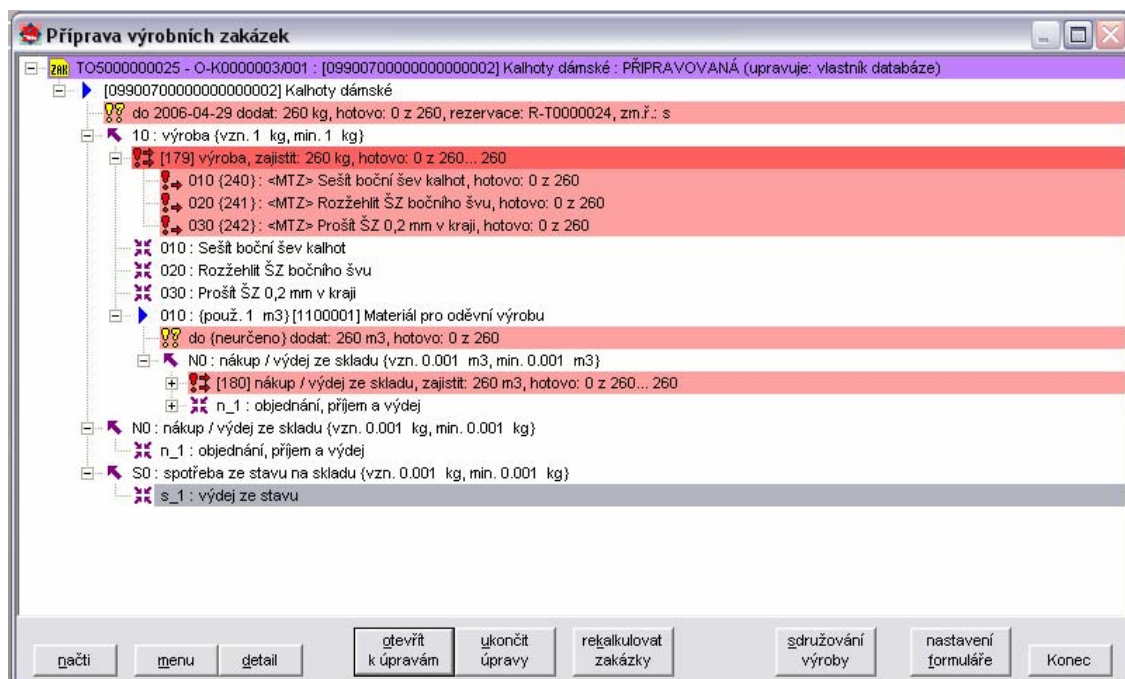 Příprava výrobních zakázek
ZAK TO5000000025 - O-K0000003/001 : [09900700000000000002] Kalhoty dámské : PŘIPRAVOVANÁ (upravuje: vlastník databáze)
[09900700000000000002] Kalhoty dámské
do 2006-04-29 dodat: 260 kg, hotovo: 0 z 260, rezervace: R-T0000024, zm.ř.: s
10 : výroba {vzn. 1 kg, min. 1 kg}
[179] výroba, zajistit: 260 kg, hotovo: 0 z 260... 260
010 {240} : <MTZ> Sešít boční šev kalhot, hotovo: 0 z 260
020 {241} : <MTZ> Rozžehlit ŠZ bočního švu, hotovo: 0 z 260
030 {242} : <MTZ> Prošít ŠZ 0,2 mm v kraji, hotovo: 0 z 260
010 : Sešít boční šev kalhot
020 : Rozžehlit ŠZ bočního švu
030 : Prošít ŠZ 0,2 mm v kraji
010 : {použ. 1 m3} [1100001] Materiál pro oděvní výrobu
do {neurčeno} dodat: 260 m3, hotovo: 0 z 260
N0 : nákup / výdej ze skladu {vzn. 0.001 m3, min. 0.001 m3}
[180] nákup / výdej ze skladu, zajistit: 260 m3, hotovo: 0 z 260... 260
n_1 : objednání, příjem a výdej
N0 : nákup / výdej ze skladu {vzn. 0.001 kg, min. 0.001 kg}
n_1 : objednání, příjem a výdej
S0 : spotřeba ze stavu na skladu {vzn. 0.001 kg, min. 0.001 kg}
s_1 : výdej ze stavu
načti
menu
detail
otevřít
k úpravám
ukončit
úpravy
rekalkulovat
zakázky
sdružování
výroby
nastavení
formuláře
Konec